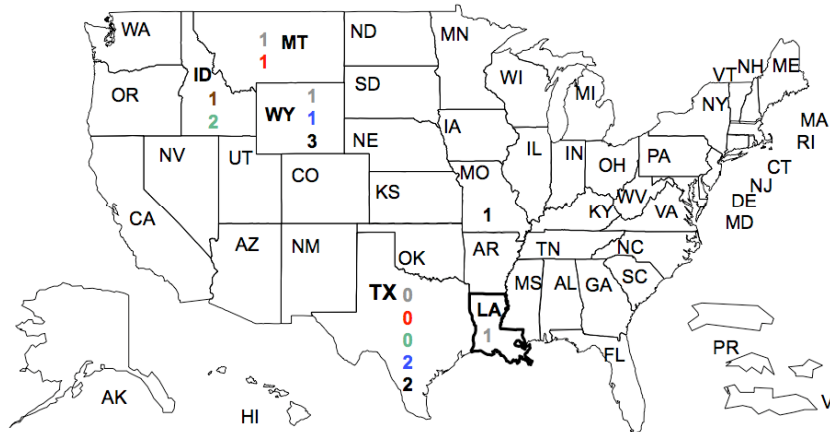 WA
MT
1
1
ND
MN
VT
NH
ME
ID
1
2
OR
WY
1
1
3
SD
WI
MI
NY
MA
RI
CT
NJ
DE
MD
IA
NE
NV
UT
CO
KS
MO
1
IL
IN
OH
PA
WV
VA
KY
CA
AZ
NM
OK
AR
TN
NC
SC
MS
AL
GA
TX
0
0
0
2
2
LA
1
FL
PR
V
AK
HI